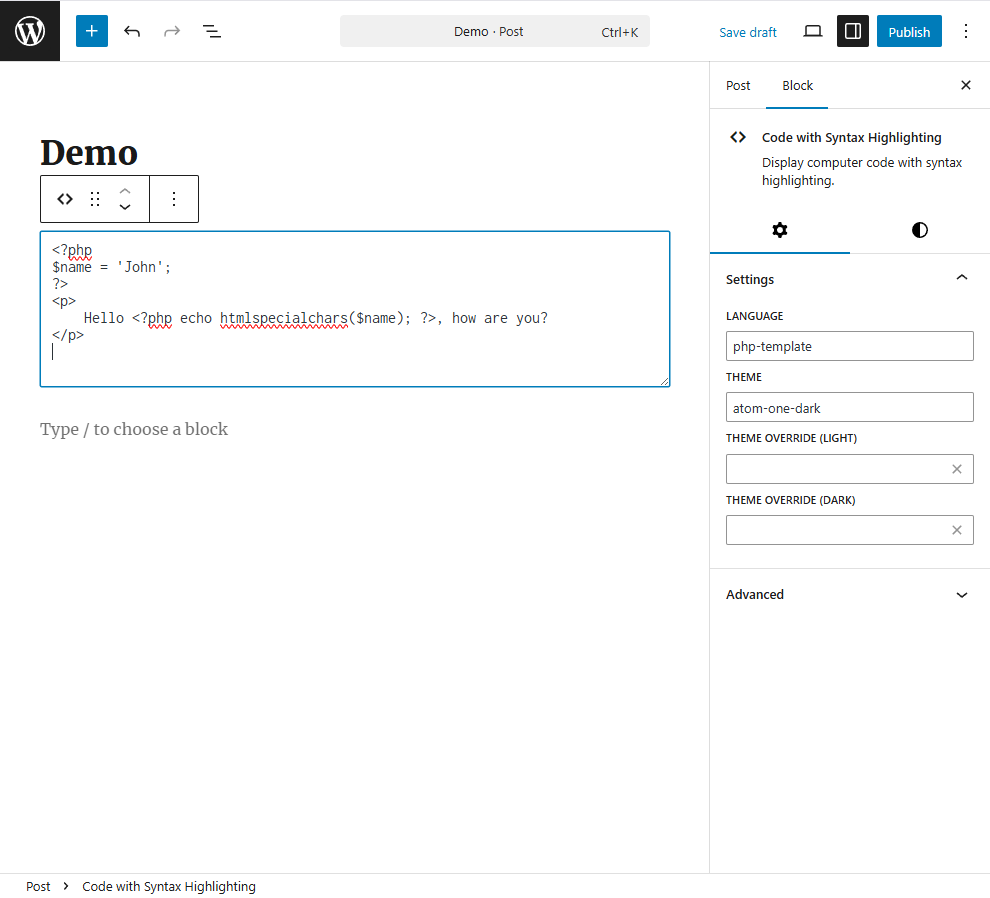 Demo · Post Ctrl+K
Save draft
Publish
Demo
<?php
$name = 'John';
?>
<p>
    Hello <?php echo htmlspecialchars($name); ?>, how are you?
</p>
Type / to choose a block
Post Block
Code with Syntax Highlighting
Display computer code with syntax
highlighting.
Settings
LANGUAGE
php-template
THEME
atom-one-dark
THEME OVERRIDE (LIGHT)
THEME OVERRIDE (DARK)
Advanced
Post > Code with Syntax Highlighting